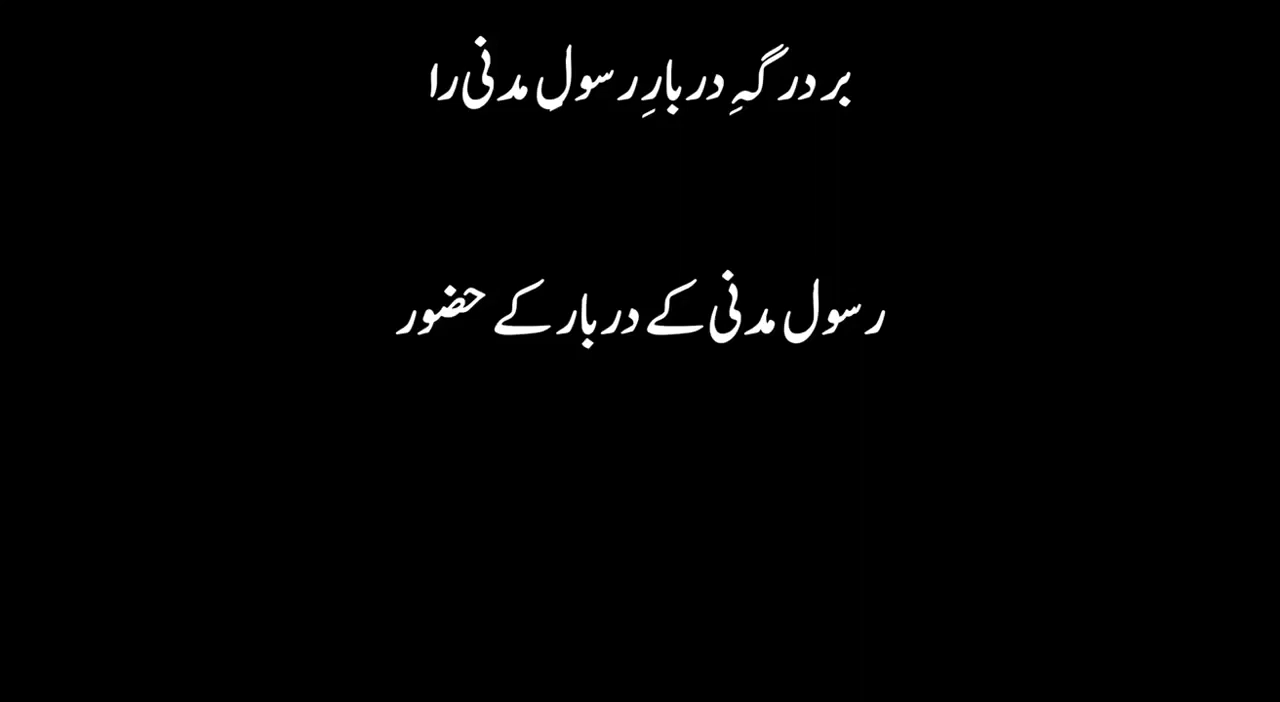 بر درگہِ دربارِ رسولِ مدنی را
رسول مدنی کے دربار کے حضور